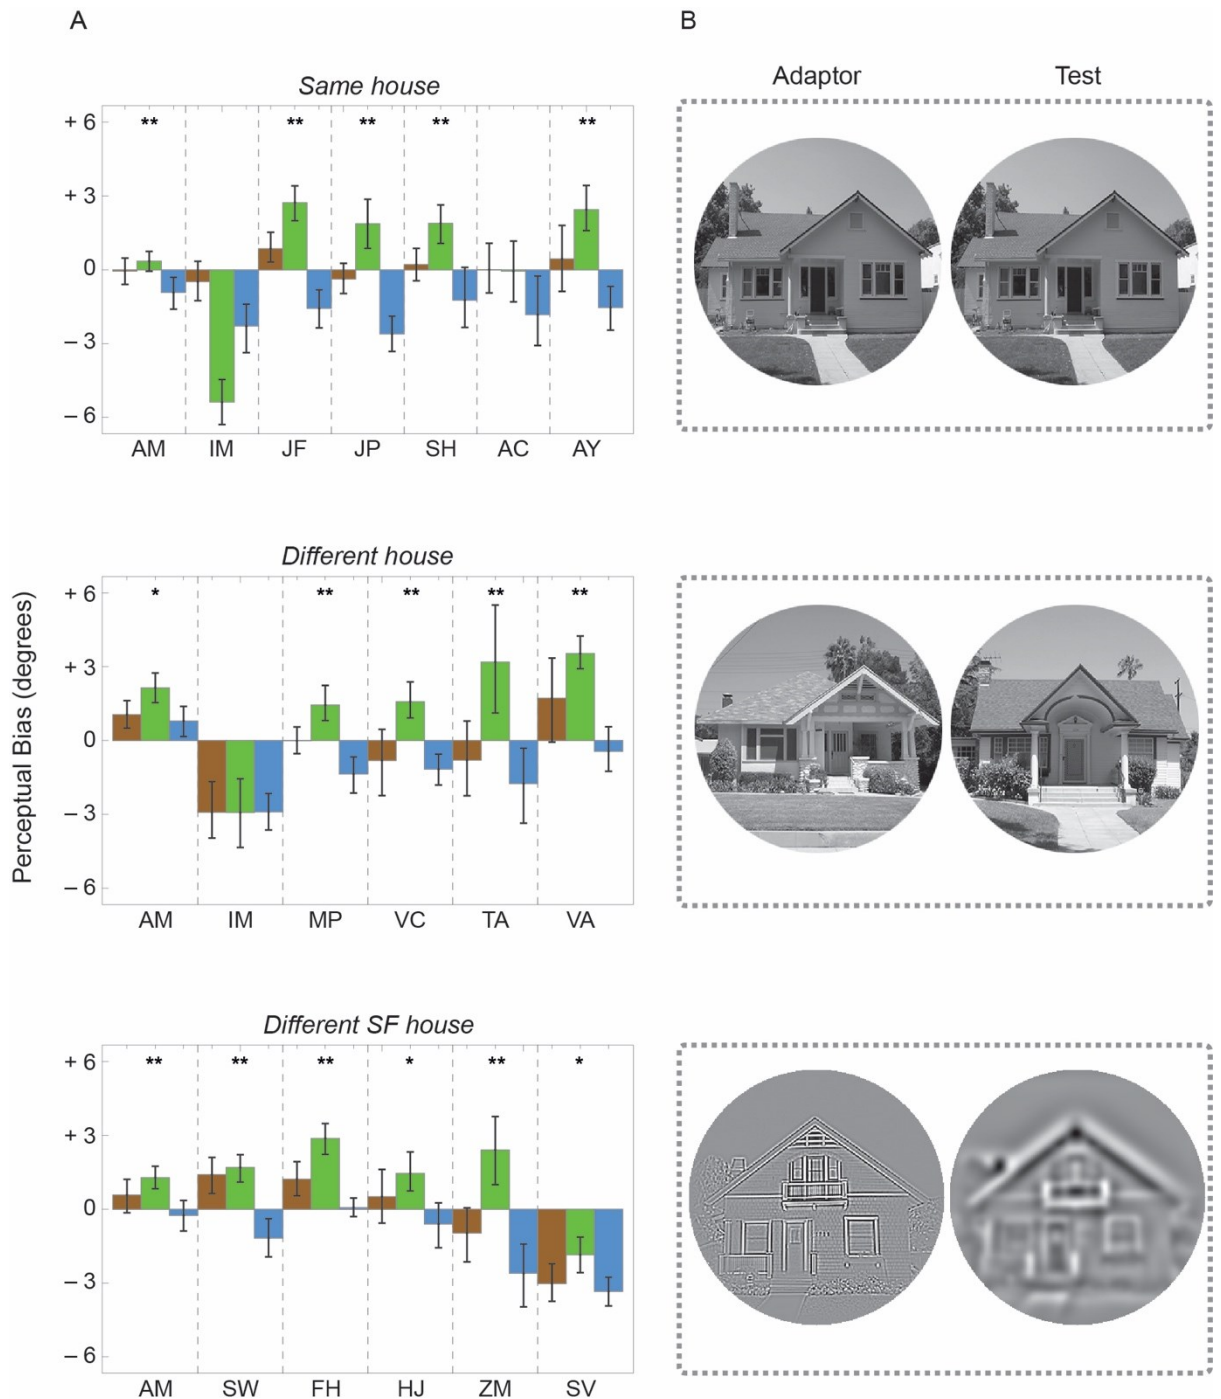 A
B
Adaptor
Test
Same house
+ 6
+ 3
0
– 3
– 6
** ** ** ** **
AM IM JF JP SH AC AY
Different house
Perceptual Bias (degrees)
+ 6
+ 3
0
– 3
– 6
* ** ** ** **
AM IM MP VC TA VA
Different SF house
+ 6
+ 3
0
– 3
– 6
** ** ** * ** *
AM SW FH HJ ZM SV